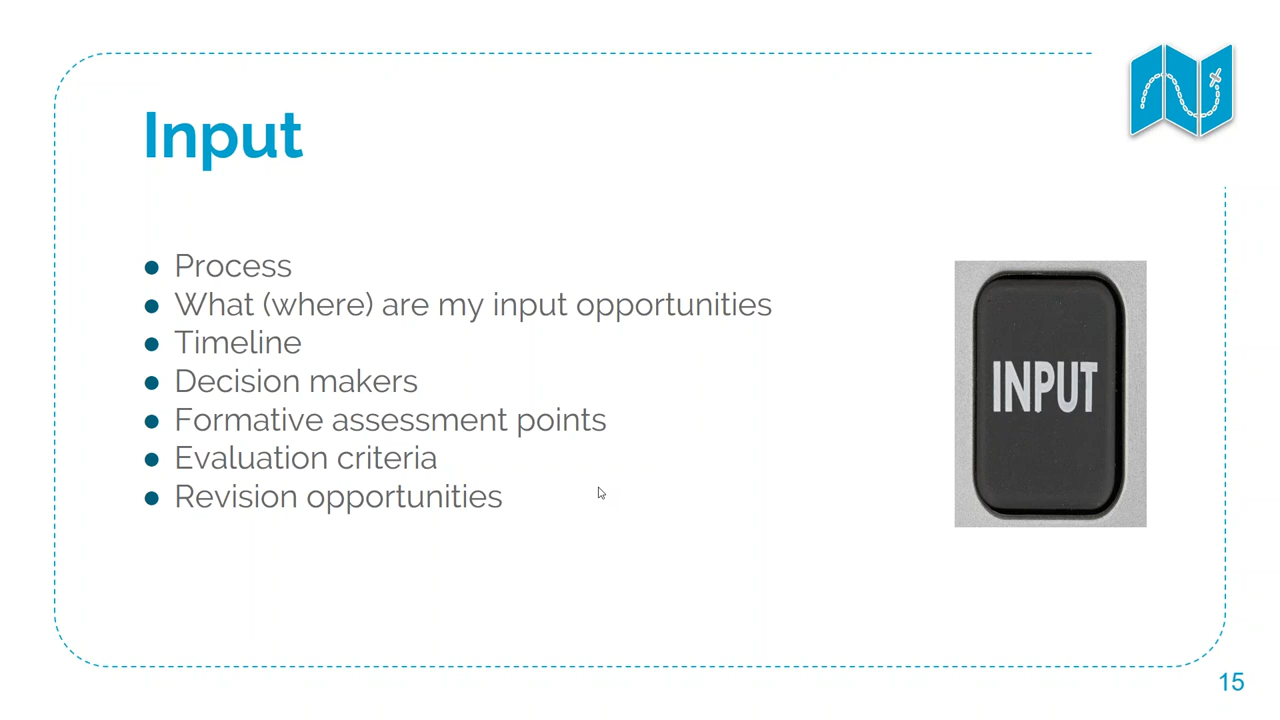 Input
Process
What (where) are my input opportunities
Timeline
Decision makers
Formative assessment points
Evaluation criteria
Revision opportunities
INPUT
15